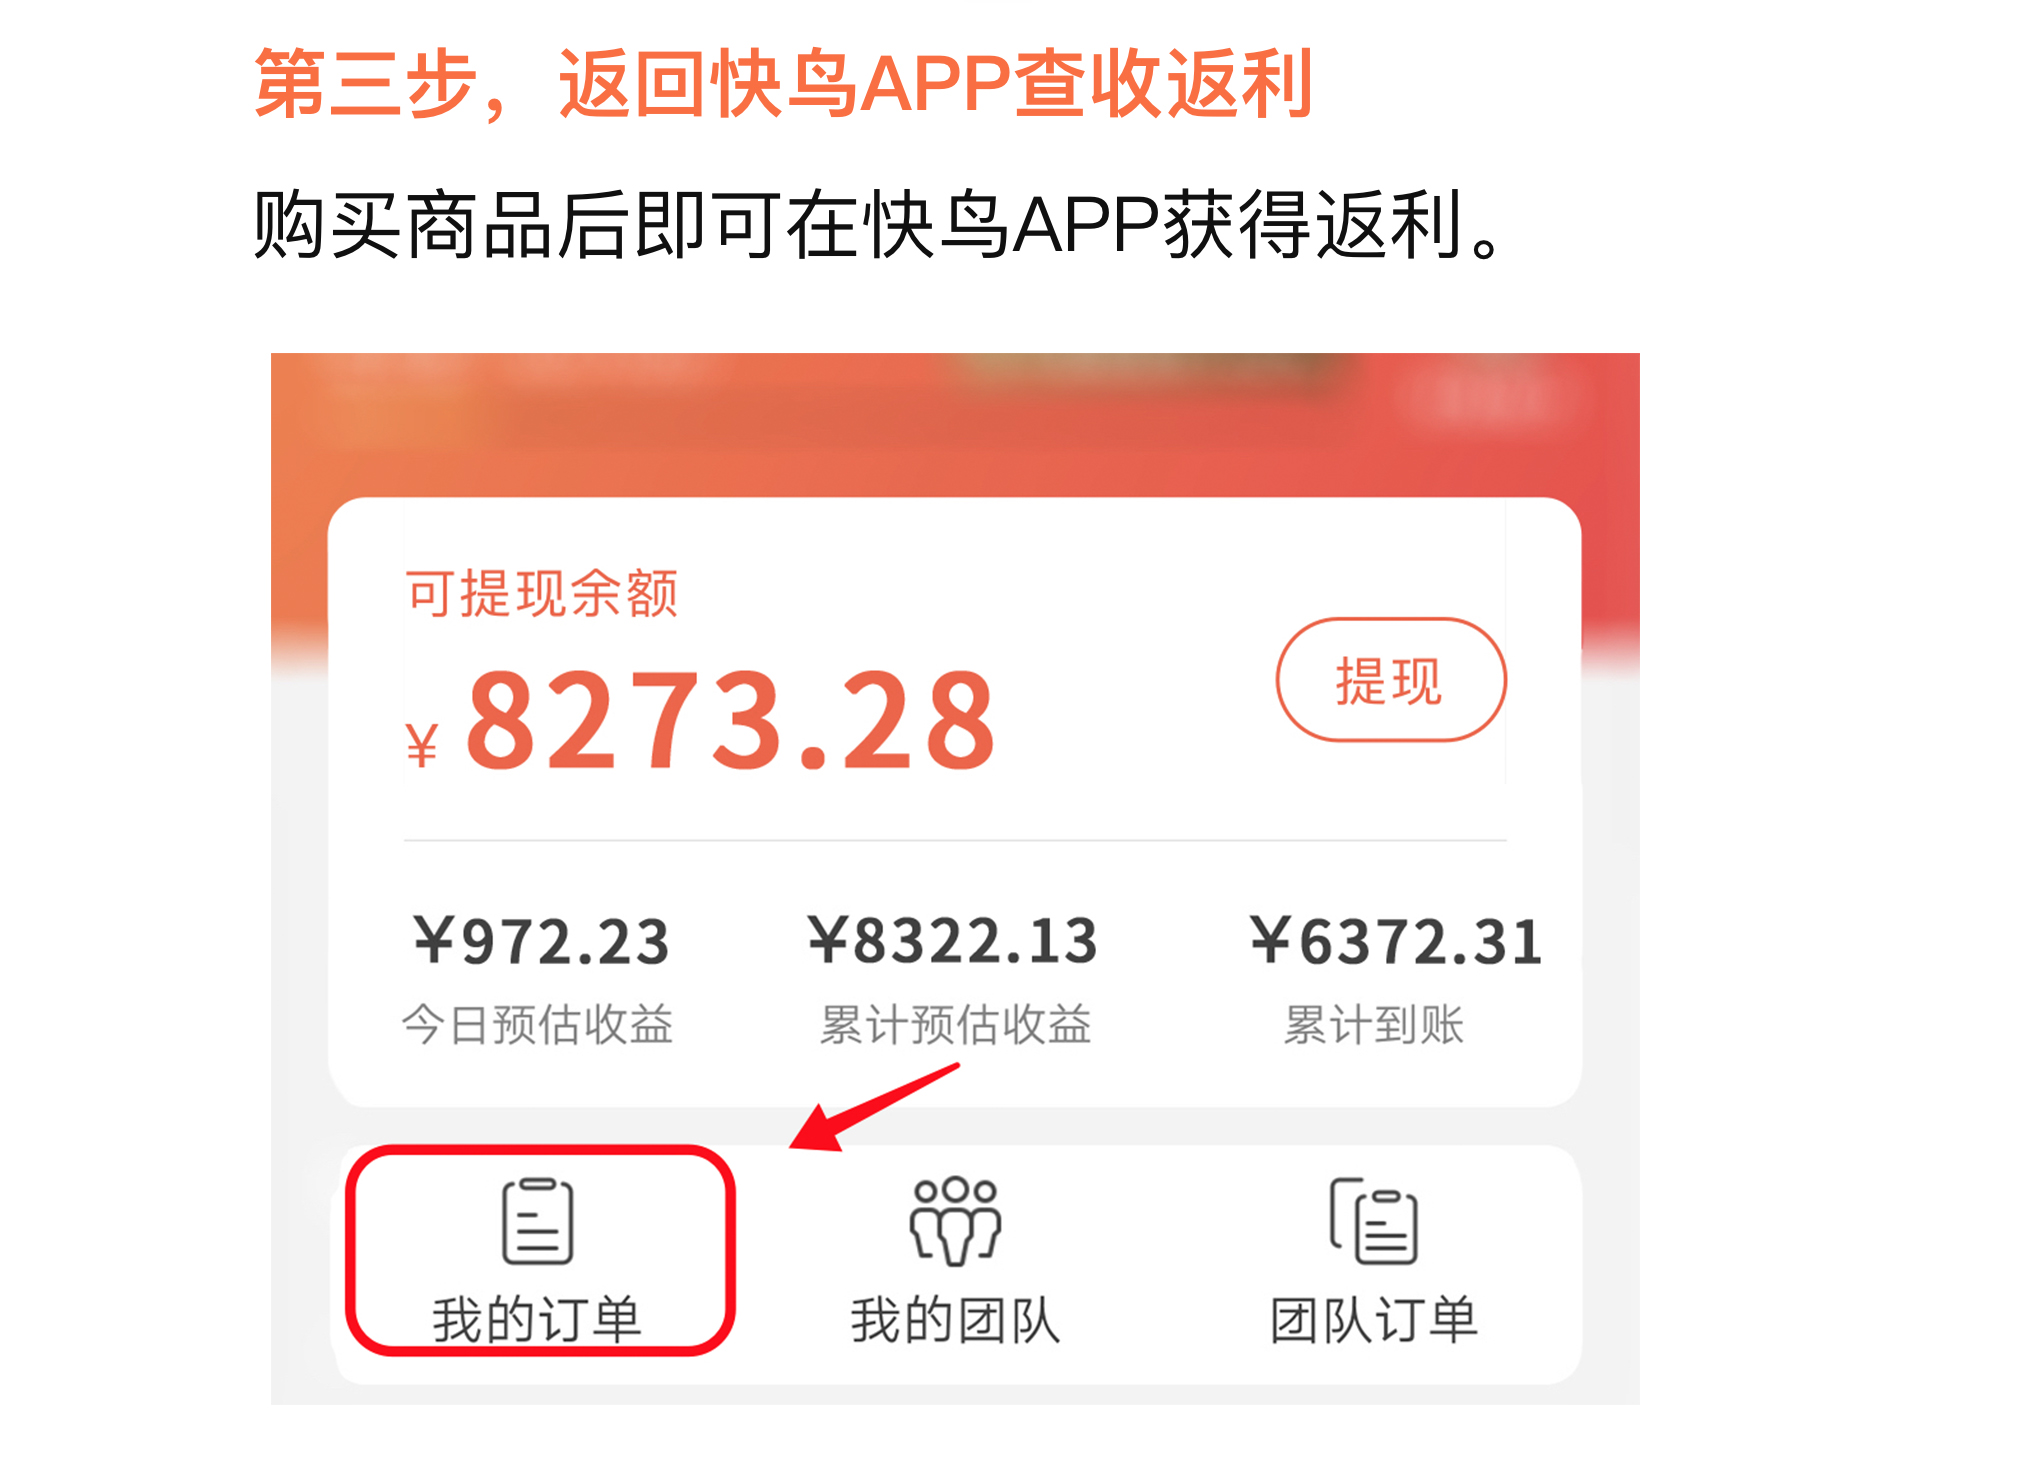 第三步，返回快鸟APP查收返利
购买商品后即可在快鸟APP获得返利。
可提现余额
¥ 8273.28
提现
¥972.23 ¥8322.13 ¥6372.31
今日预估收益 累计预估收益 累计到账
我的订单 我的团队 团队订单